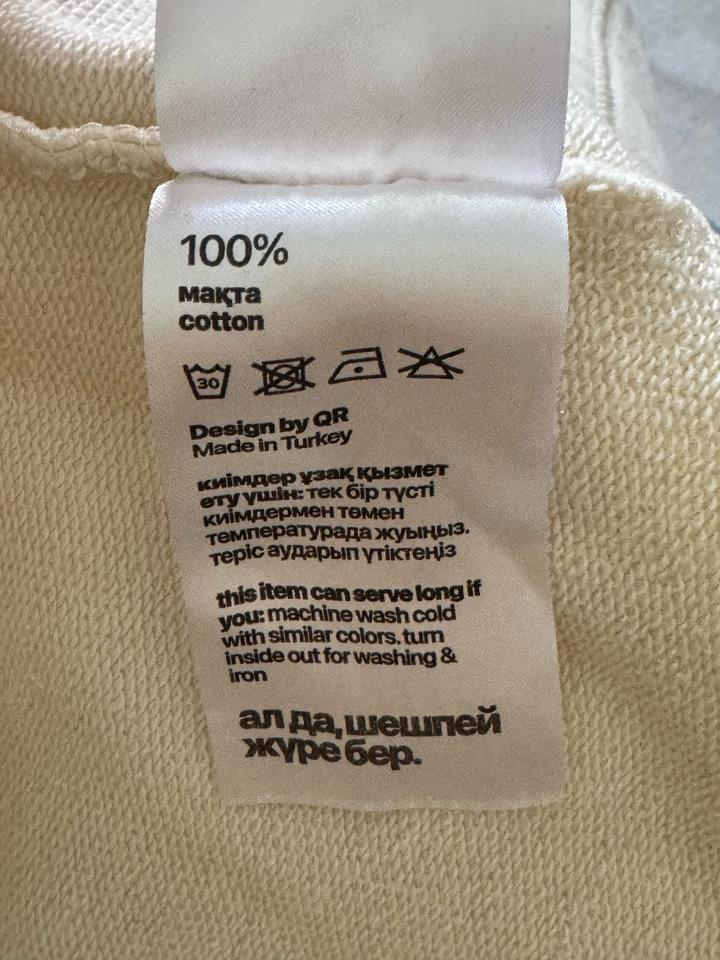 100%
мақта
cotton
30
Design by QR
Made in Turkey
киімдер ұзақ қызмет
ету үшін: тек бір түсті
киімдермен төмен
температурада жуыңыз.
теріс аударып үтіктеңіз
this item can serve long if
you: machine wash cold
with similar colors. turn
inside out for washing &
iron
ал да, шешпей
жүре бер.